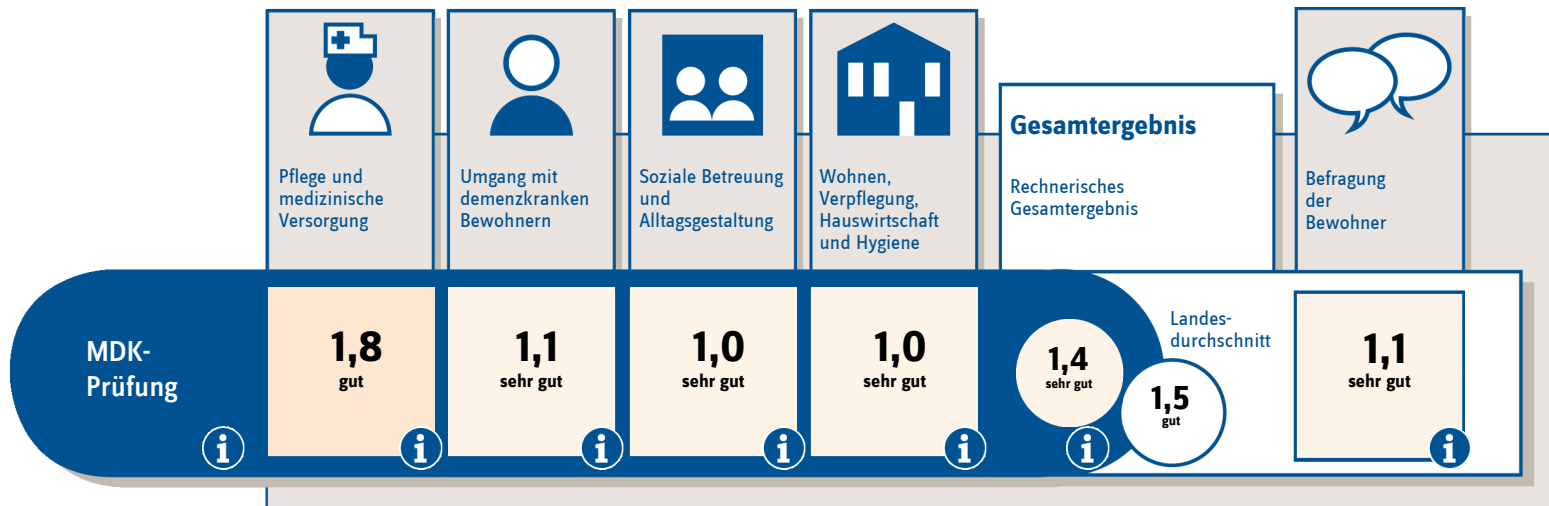 Pflege und
medizinische
Versorgung
Umgang mit
demenzkranken
Bewohnern
Soziale Betreuung
und
Alltagsgestaltung
Wohnen,
Verpflegung,
Hauswirtschaft
und Hygiene
Gesamtergebnis
Rechnerisches
Gesamtergebnis
Befragung
der
Bewohner
MDK-
Prüfung
i
1,8
gut
i
1,1
sehr gut
i
1,0
sehr gut
i
1,0
sehr gut
i
1,4
sehr gut
i
Landes-
durchschnitt
1,5
gut
1,1
sehr gut
i